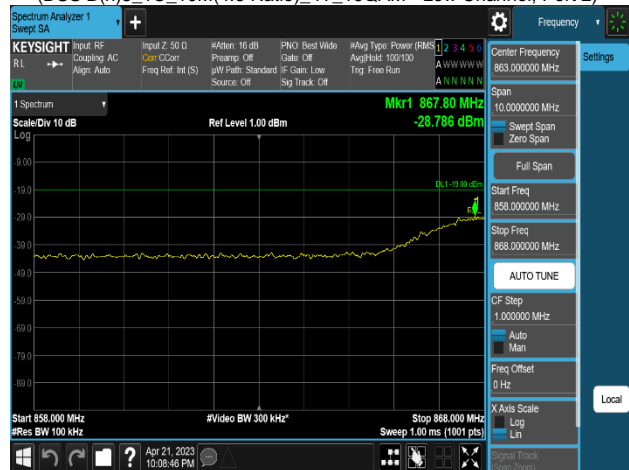 Spectrum Analyzer 1
Swept SA
Frequency
KEYSIGHT
R L
Input: RF
Coupling: AC
Align: Auto
Input Z: 50 Ω
Corr CCorr
Freq Ref: Int (S)
#Atten: 16 dB
Preamp: Off
µW Path: Standard
Source: Off
PNO: Best Wide
Gate: Off
IF Gain: Low
Sig Track: Off
#Avg Type: Power (RMS
Avg|Hold: 100/100
Trig: Free Run
1 2 3 4 5 6
A W W W W W
A N N N N N
1 Spectrum
Scale/Div 10 dB
Ref Level 1.00 dBm
Mkr1 867.80 MHz
-28.786 dBm
Log
-9.00
-19.0
DL1 -19.80 dBm
-29.0
-39.0
-49.0
-59.0
-69.0
-79.0
-89.0
Start 858.000 MHz
#Video BW 300 kHz*
Stop 868.000 MHz
#Res BW 100 kHz
Sweep 1.00 ms (1001 pts)
Apr 21, 2023
10:08:46 PM
Center Frequency
863.000000 MHz
Settings
Span
10.0000000 MHz
Swept Span
Zero Span
Full Span
Start Freq
858.000000 MHz
Stop Freq
868.000000 MHz
AUTO TUNE
CF Step
1.000000 MHz
Auto
Man
Freq Offset
0 Hz
X Axis Scale
Log
Lin
Local
Signal Track
(Span Zoom)